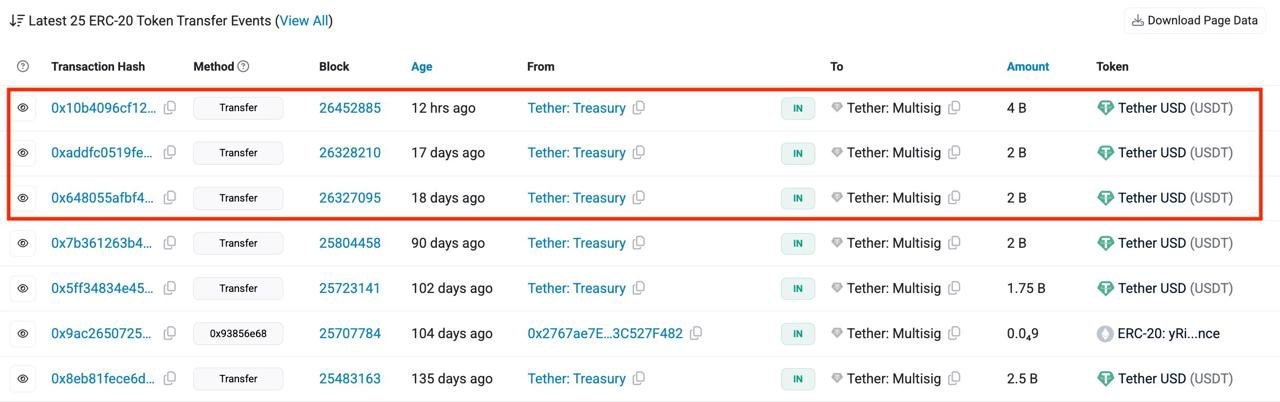 Latest 25 ERC-20 Token Transfer Events (View All) Download Page Data
Transaction Hash Method Block Age From To Amount Token
0x10b4096cf12... Transfer 26452885 12 hrs ago Tether: Treasury IN Tether: Multisig 4 B Tether USD (USDT)
0xaddfc0519fe... Transfer 26328210 17 days ago Tether: Treasury IN Tether: Multisig 2 B Tether USD (USDT)
0x648055afbf4... Transfer 26327095 18 days ago Tether: Treasury IN Tether: Multisig 2 B Tether USD (USDT)
0x7b361263b4... Transfer 25804458 90 days ago Tether: Treasury IN Tether: Multisig 2 B Tether USD (USDT)
0x5ff34834e45... Transfer 25723141 102 days ago Tether: Treasury IN Tether: Multisig 1.75 B Tether USD (USDT)
0x9ac2650725... 0x93856e68 25707784 104 days ago 0x2767ae7E...3C527F482 IN Tether: Multisig 0.0₄9 ERC-20: yRi...nce
0x8eb81fece6d... Transfer 25483163 135 days ago Tether: Treasury IN Tether: Multisig 2.5 B Tether USD (USDT)